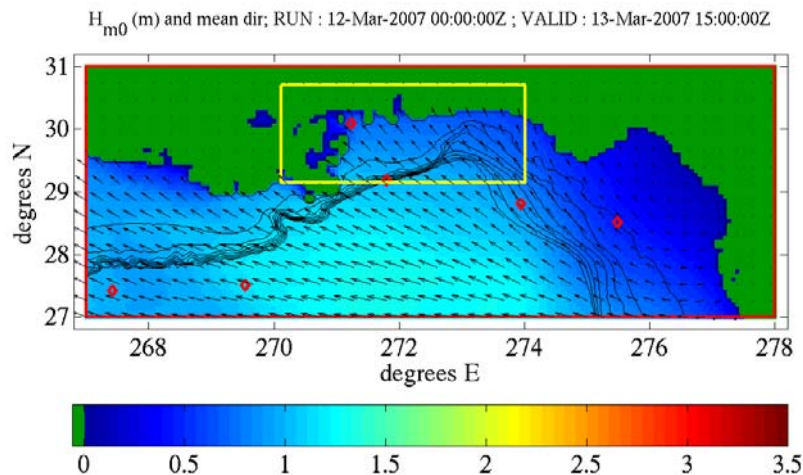 H_m0 (m) and mean dir; RUN : 12-Mar-2007 00:00:00Z ; VALID : 13-Mar-2007 15:00:00Z
31
30
29
28
27
degrees N
268 270 272 274 276 278
degrees E
0 0.5 1 1.5 2 2.5 3 3.5